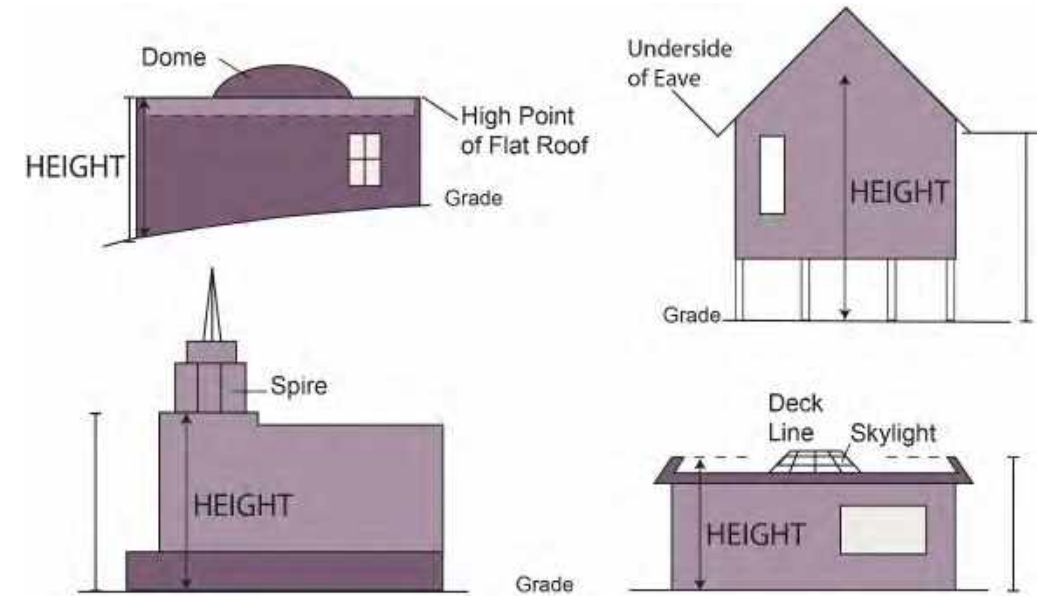 Dome
High Point
of Flat Roof
HEIGHT
Grade
Underside
of Eave
HEIGHT
Grade
Spire
HEIGHT
Grade
Deck
Line
Skylight
HEIGHT